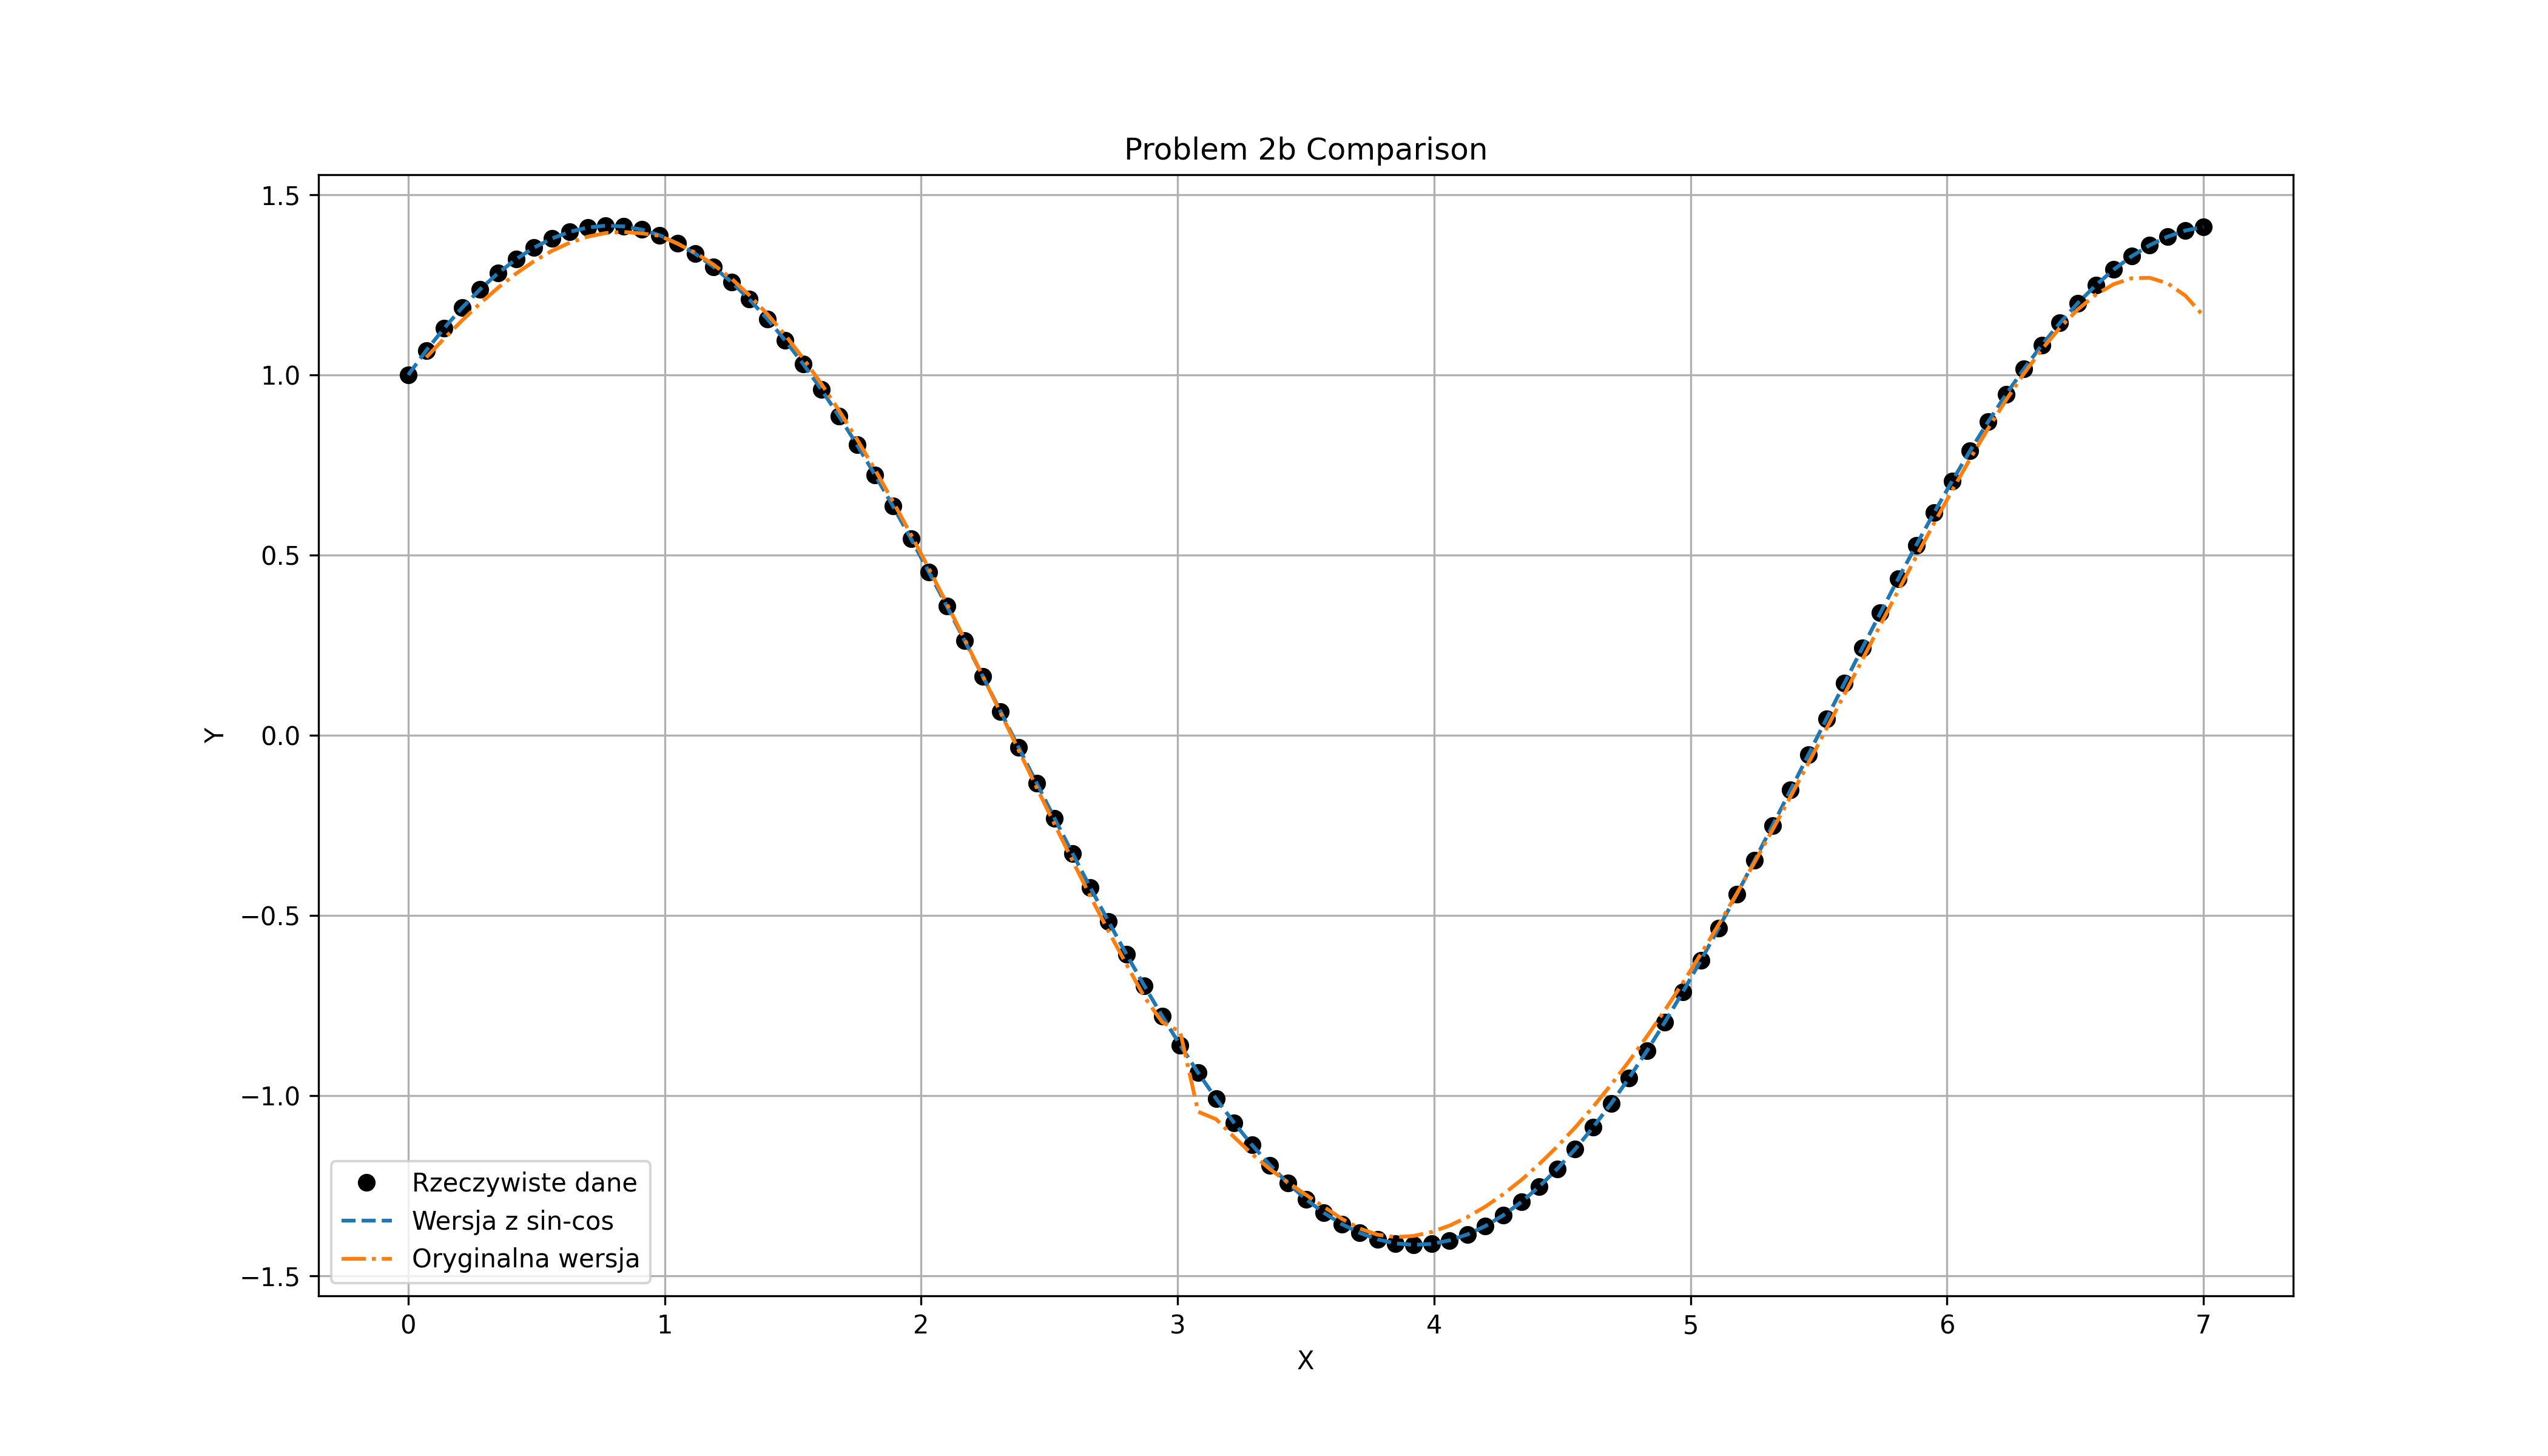 Problem 2b Comparison
1.5
1.0
0.5
0.0
−0.5
−1.0
−1.5
Y
Rzeczywiste dane
Wersja z sin-cos
Oryginalna wersja
0 1 2 3 4 5 6 7
X